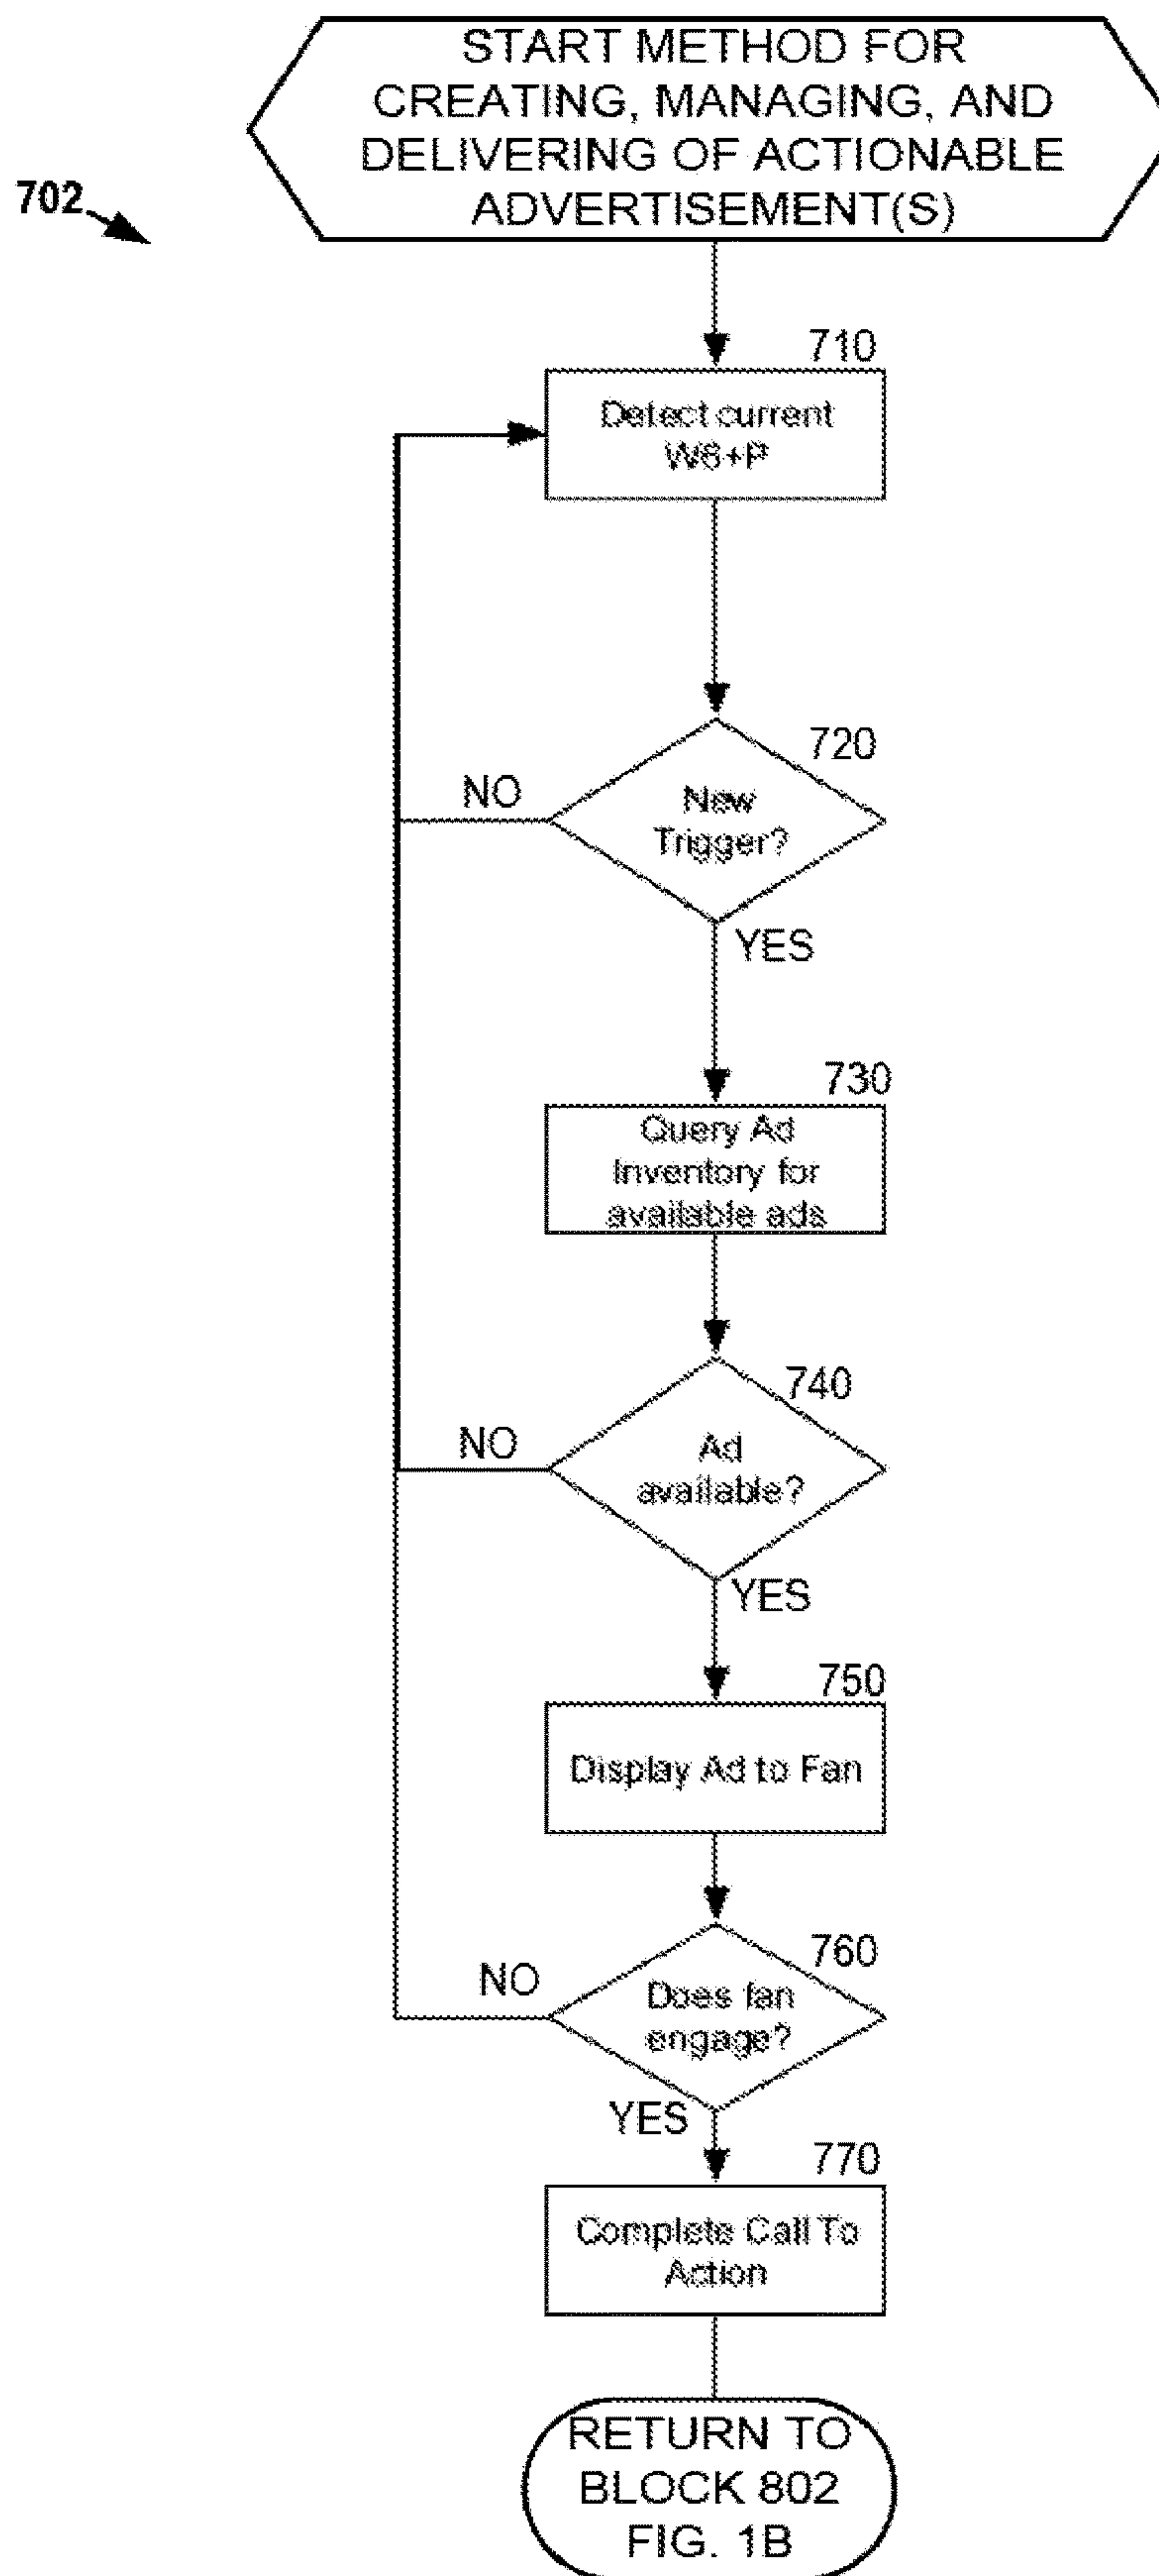 START METHOD FOR
CREATING, MANAGING, AND
DELIVERING OF ACTIONABLE
ADVERTISEMENT(S)
702
710
Detect current
W6+P
720
New
Trigger?
NO
YES
730
Query Ad
Inventory for
available ads
740
Ad
available?
NO
YES
750
Display Ad to Fan
760
Does fan
engage?
NO
YES
770
Complete Call To
Action
RETURN TO
BLOCK 802
FIG. 1B